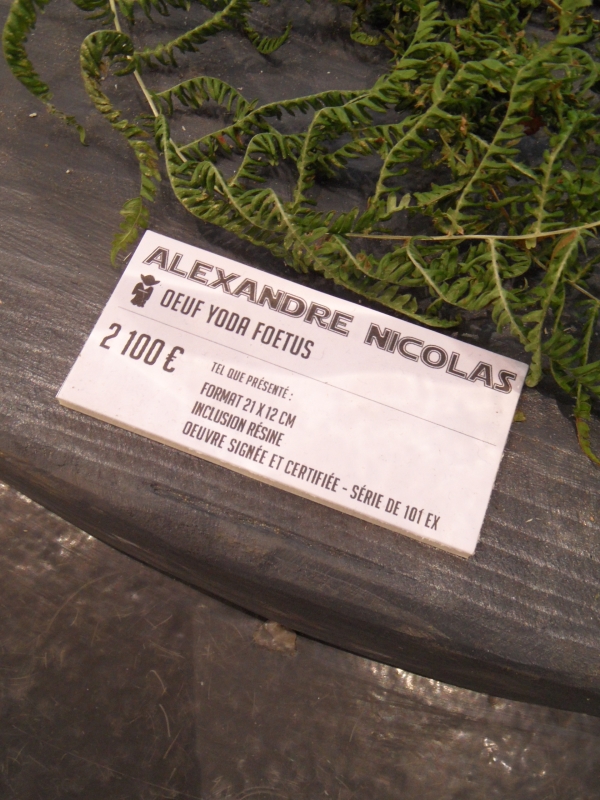 ALEXANDRE NICOLAS
OEUF YODA FOETUS
2 100 €
TEL QUE PRÉSENTÉ :
FORMAT 21 X 12 CM
INCLUSION RÉSINE
OEUVRE SIGNÉE ET CERTIFIÉE - SÉRIE DE 101 EX